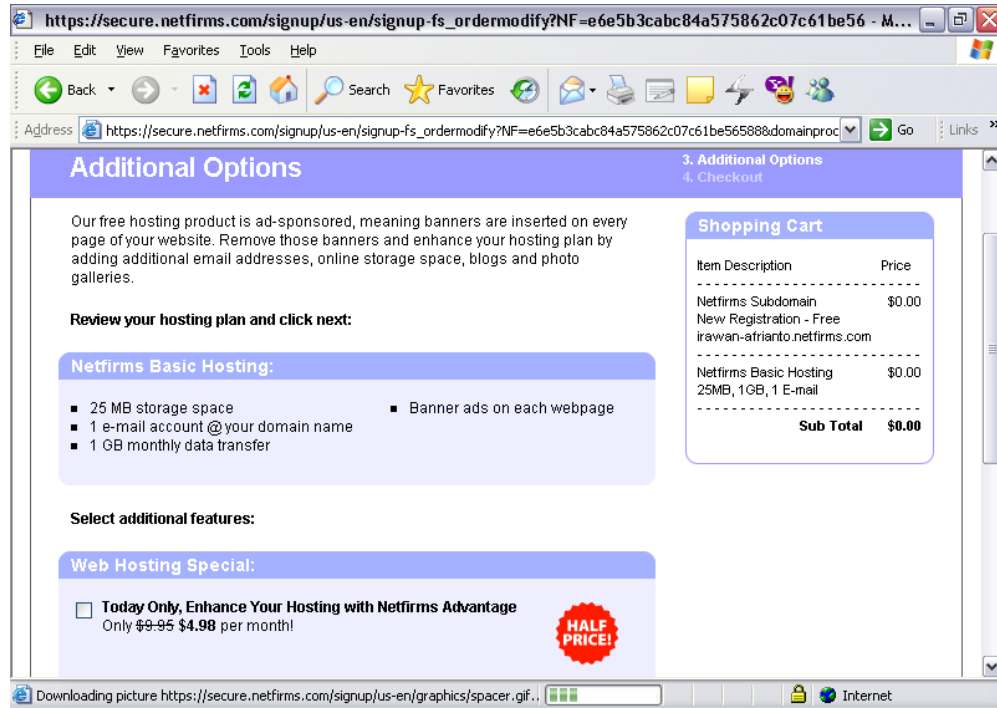 https://secure.netfirms.com/signup/us-en/signup-fs_ordermodify?NF=e6e5b3cabc84a575862c07c61be56 - M...
File Edit View Favorites Tools Help
Back Search Favorites
Address https://secure.netfirms.com/signup/us-en/signup-fs_ordermodify?NF=e6e5b3cabc84a575862c07c61be56588&domainproc Go Links »
Additional Options
3. Additional Options
4. Checkout
Our free hosting product is ad-sponsored, meaning banners are inserted on every
page of your website. Remove those banners and enhance your hosting plan by
adding additional email addresses, online storage space, blogs and photo
galleries.
Review your hosting plan and click next:
Netfirms Basic Hosting:
25 MB storage space
1 e-mail account @ your domain name
1 GB monthly data transfer
Banner ads on each webpage
Shopping Cart
Item Description Price
Netfirms Subdomain $0.00
New Registration - Free
irawan-afrianto.netfirms.com
Netfirms Basic Hosting $0.00
25MB, 1GB, 1 E-mail
Sub Total $0.00
Select additional features:
Web Hosting Special:
Today Only, Enhance Your Hosting with Netfirms Advantage
Only $9.95 $4.98 per month!
HALF
PRICE!
Downloading picture https://secure.netfirms.com/signup/us-en/graphics/spacer.gif.. Internet